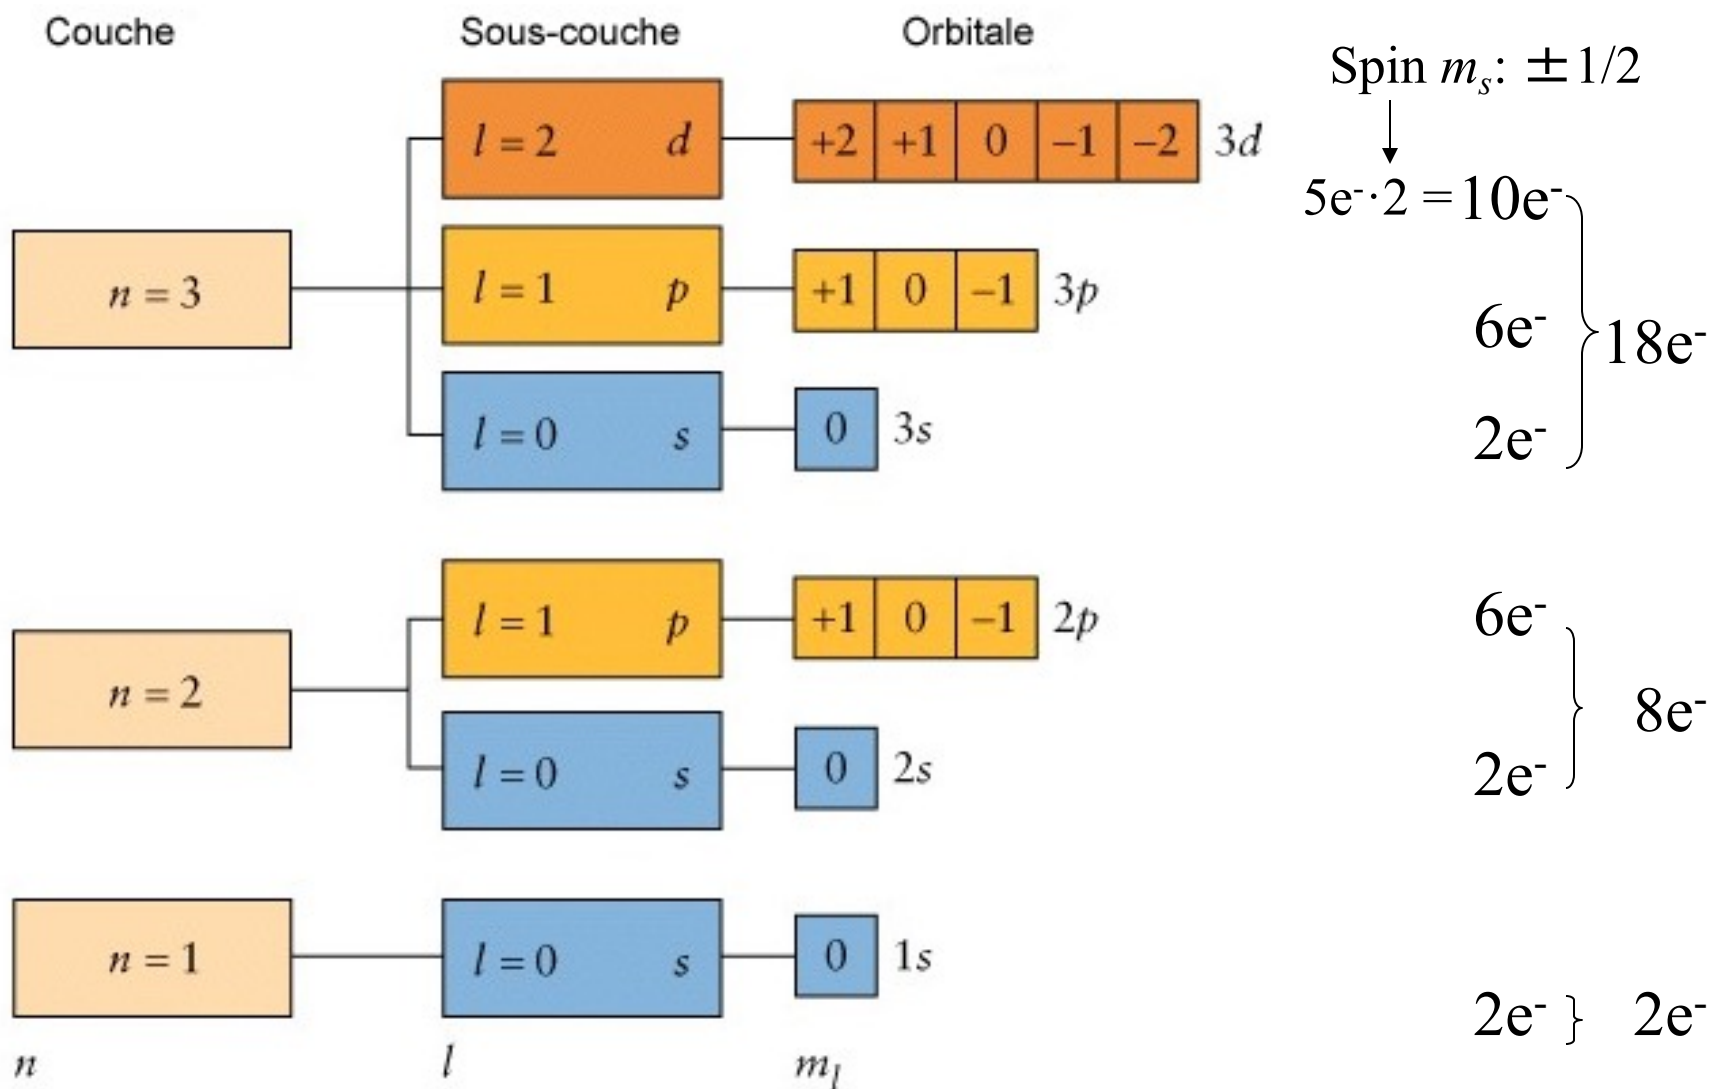 Couche Sous-couche Orbitale
Spin mₛ: ±1/2
l = 2 d +2 +1 0 –1 –2 3d
5e⁻·2 = 10e⁻
n = 3 l = 1 p +1 0 –1 3p
6e⁻ 18e⁻
l = 0 s 0 3s 2e⁻
l = 1 p +1 0 –1 2p 6e⁻
n = 2 8e⁻
l = 0 s 0 2s 2e⁻
n = 1 l = 0 s 0 1s
2e⁻ 2e⁻
n l mₗ